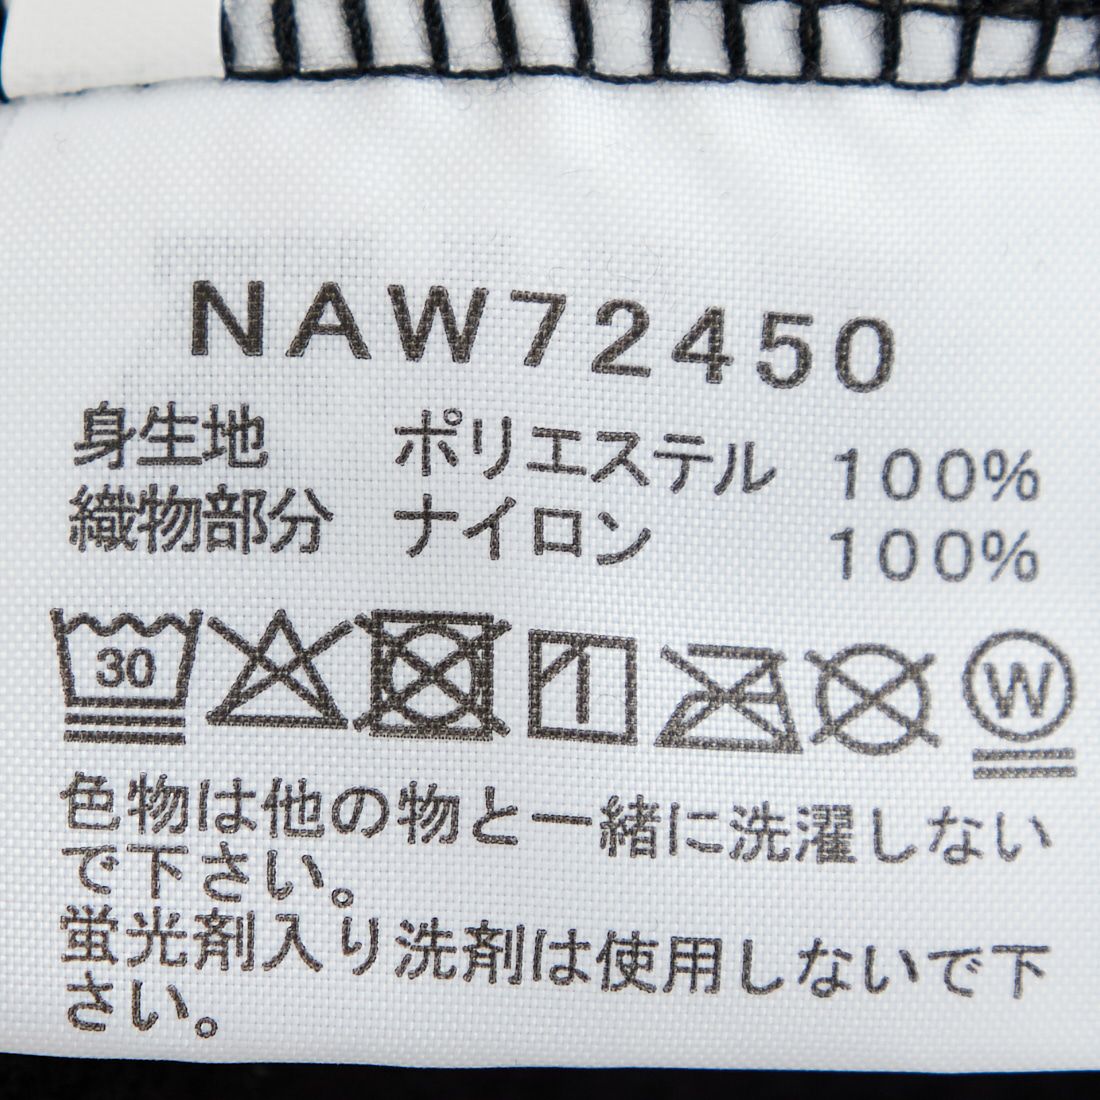 NAW72450
身生地 ポリエステル 100%
織物部分 ナイロン 100%
30
W
色物は他の物と一緒に洗濯しない
で下さい。
蛍光剤入り洗剤は使用しないで下
さい。